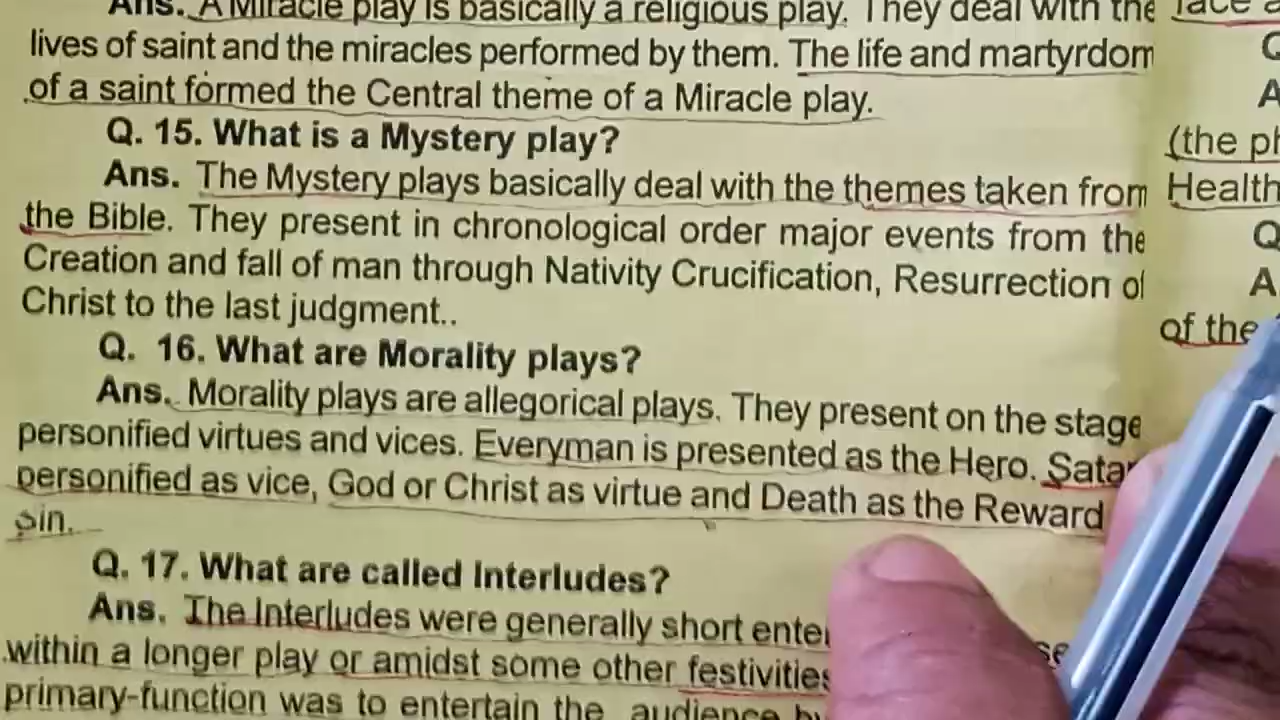 Ans. A Miracle play is basically a religious play. They deal with the
lives of saint and the miracles performed by them. The life and martyrdom
of a saint formed the Central theme of a Miracle play.
Q. 15. What is a Mystery play?
Ans. The Mystery plays basically deal with the themes taken from
the Bible. They present in chronological order major events from the
Creation and fall of man through Nativity Crucification, Resurrection of
Christ to the last judgment..
Q. 16. What are Morality plays?
Ans. Morality plays are allegorical plays. They present on the stage
personified virtues and vices. Everyman is presented as the Hero.
personified as vice, God or Christ as virtue and Death as the Reward
sin.
Q. 17. What are called Interludes?
Ans. The Interludes were generally short
within a longer play or amidst some other festivities
primary-function was to entertain the audience
(the
Health
of the